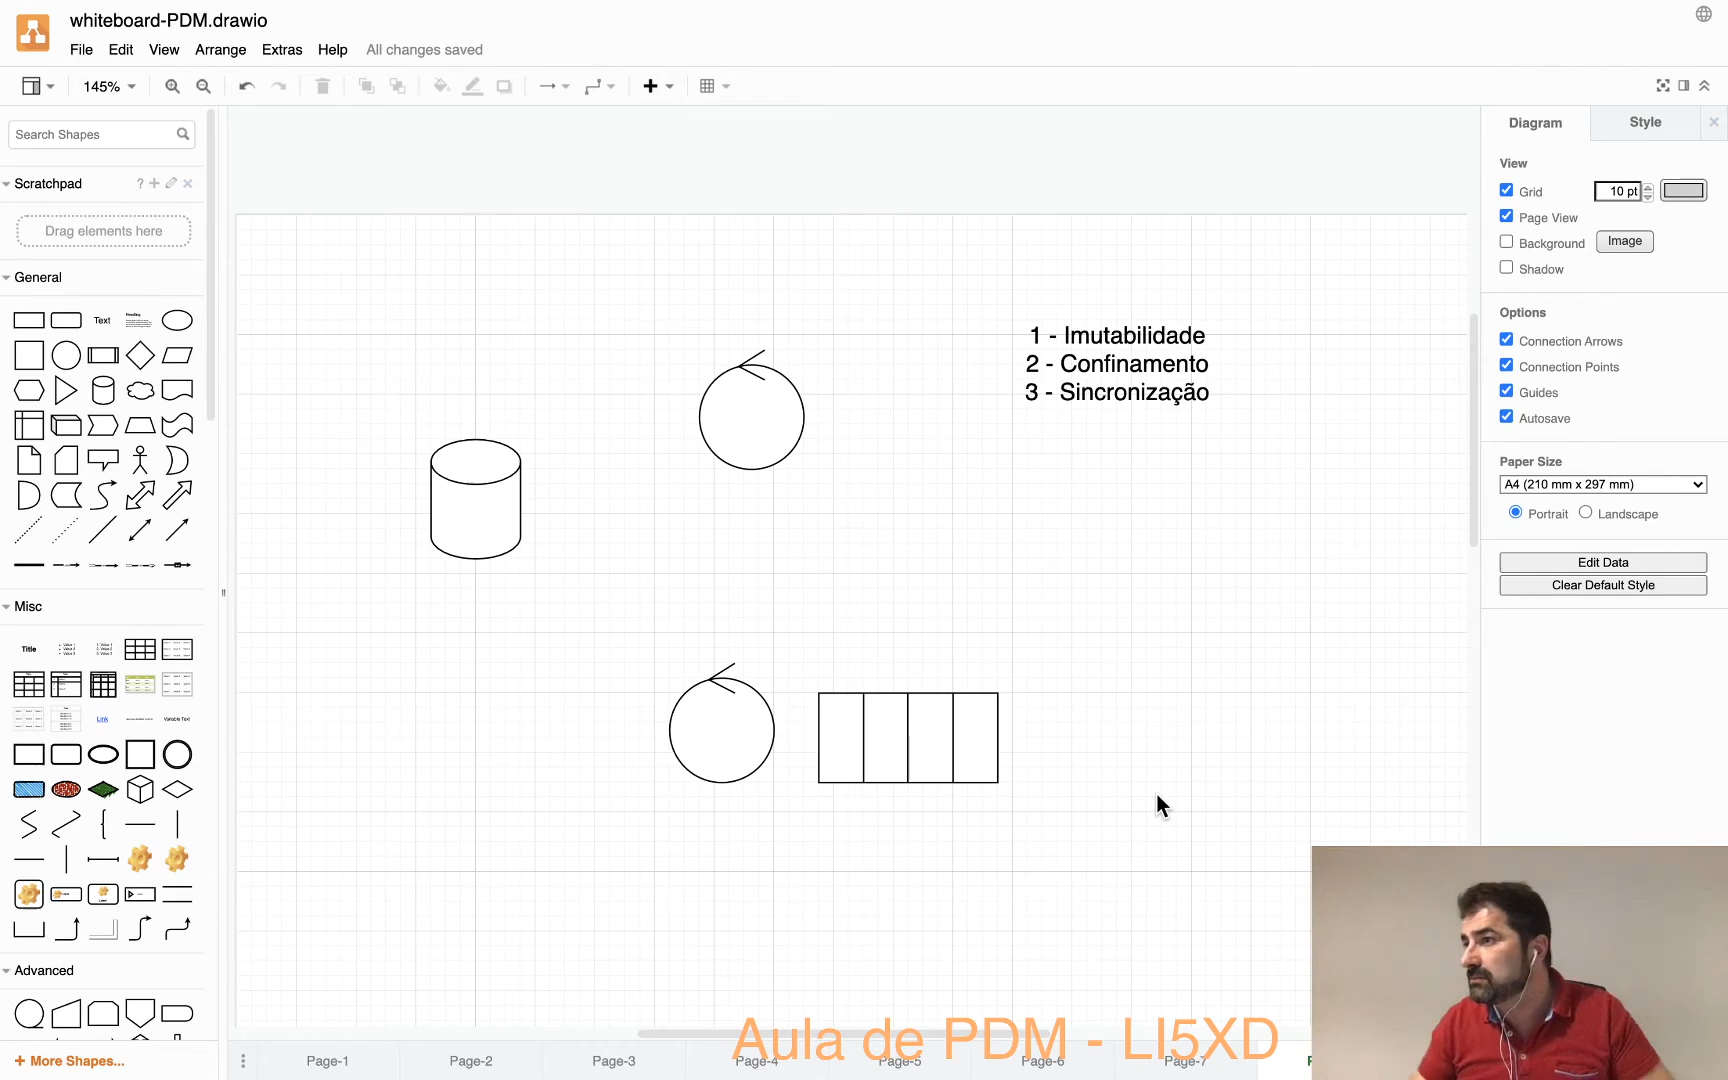 whiteboard-PDM.drawio
File Edit View Arrange Extras Help All changes saved
145%
Search Shapes
Scratchpad ?
Drag elements here
General
Text
Heading
Misc
Title
Link
Variable Text
Advanced
+ More Shapes...
1 - Imutabilidade
2 - Confinamento
3 - Sincronização
Diagram Style
View
Grid 10 pt
Page View
Background Image
Shadow
Options
Connection Arrows
Connection Points
Guides
Autosave
Paper Size
A4 (210 mm x 297 mm)
Portrait Landscape
Edit Data
Clear Default Style
Aula de PDM - LI5XD
Page-1 Page-2 Page-3 Page-4 Page-5 Page-6 Page-7